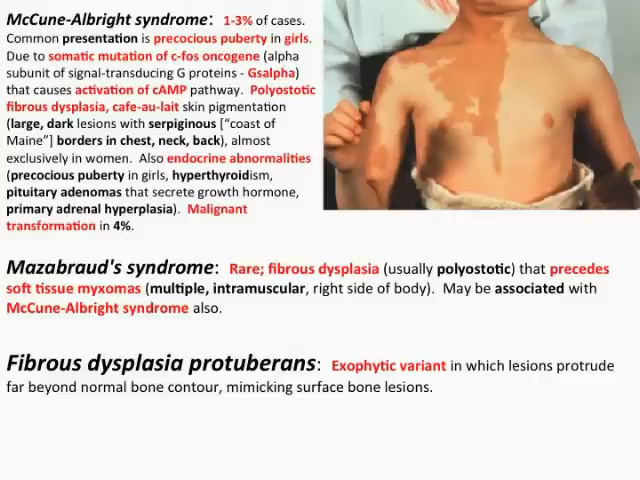 McCune-Albright syndrome: 1-3% of cases.
Common presentation is precocious puberty in girls.
Due to somatic mutation of c-fos oncogene (alpha
subunit of signal-transducing G proteins - Gsalpha)
that causes activation of cAMP pathway. Polyostotic
fibrous dysplasia, cafe-au-lait skin pigmentation
(large, dark lesions with serpiginous ["coast of
Maine"] borders in chest, neck, back), almost
exclusively in women. Also endocrine abnormalities
(precocious puberty in girls, hyperthyroidism,
pituitary adenomas that secrete growth hormone,
primary adrenal hyperplasia). Malignant
transformation in 4%.
Mazabraud's syndrome: Rare; fibrous dysplasia (usually polyostotic) that precedes
soft tissue myxomas (multiple, intramuscular, right side of body). May be associated with
McCune-Albright syndrome also.
Fibrous dysplasia protuberans: Exophytic variant in which lesions protrude
far beyond normal bone contour, mimicking surface bone lesions.